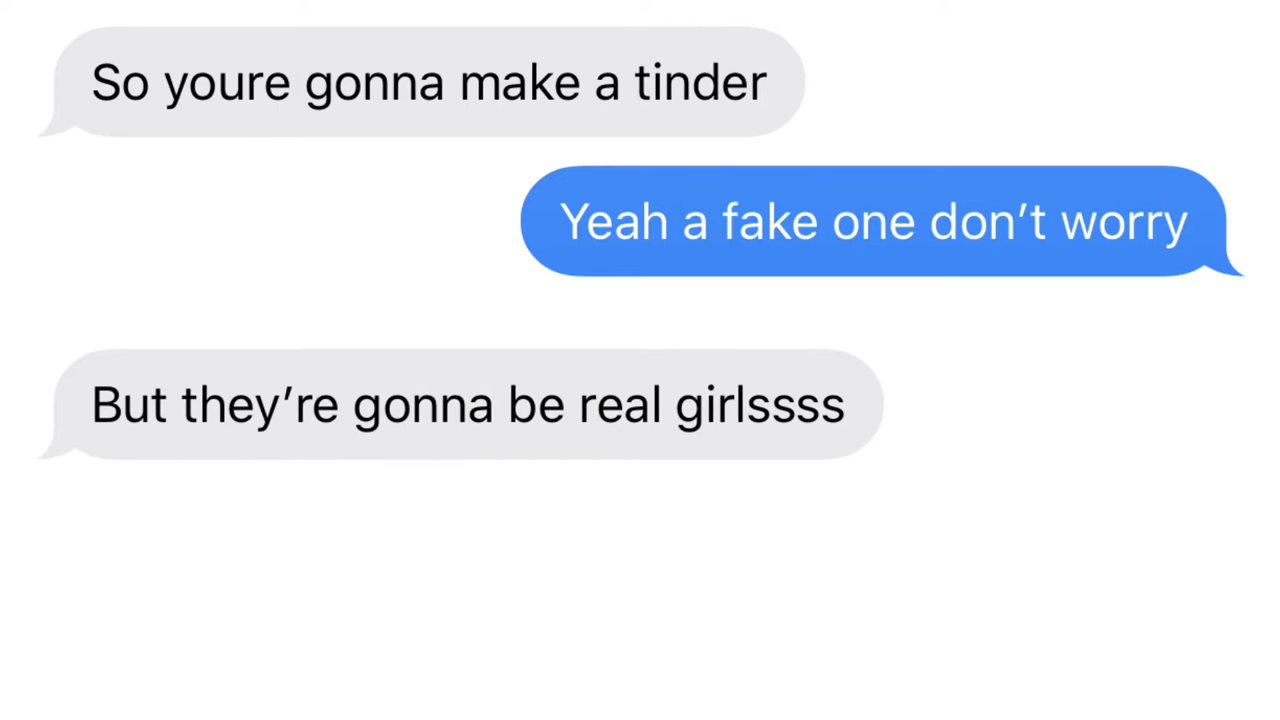 So youre gonna make a tinder
Yeah a fake one don’t worry
But they’re gonna be real girlssss